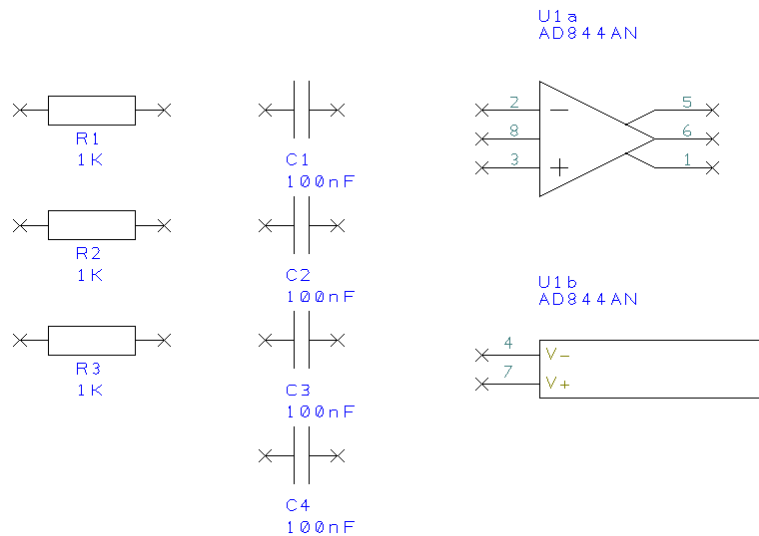 R1
1K
R2
1K
R3
1K
C1
100nF
C2
100nF
C3
100nF
C4
100nF
U1a
AD844AN
2
8
3
−
+
5
6
1
U1b
AD844AN
4
7
V−
V+